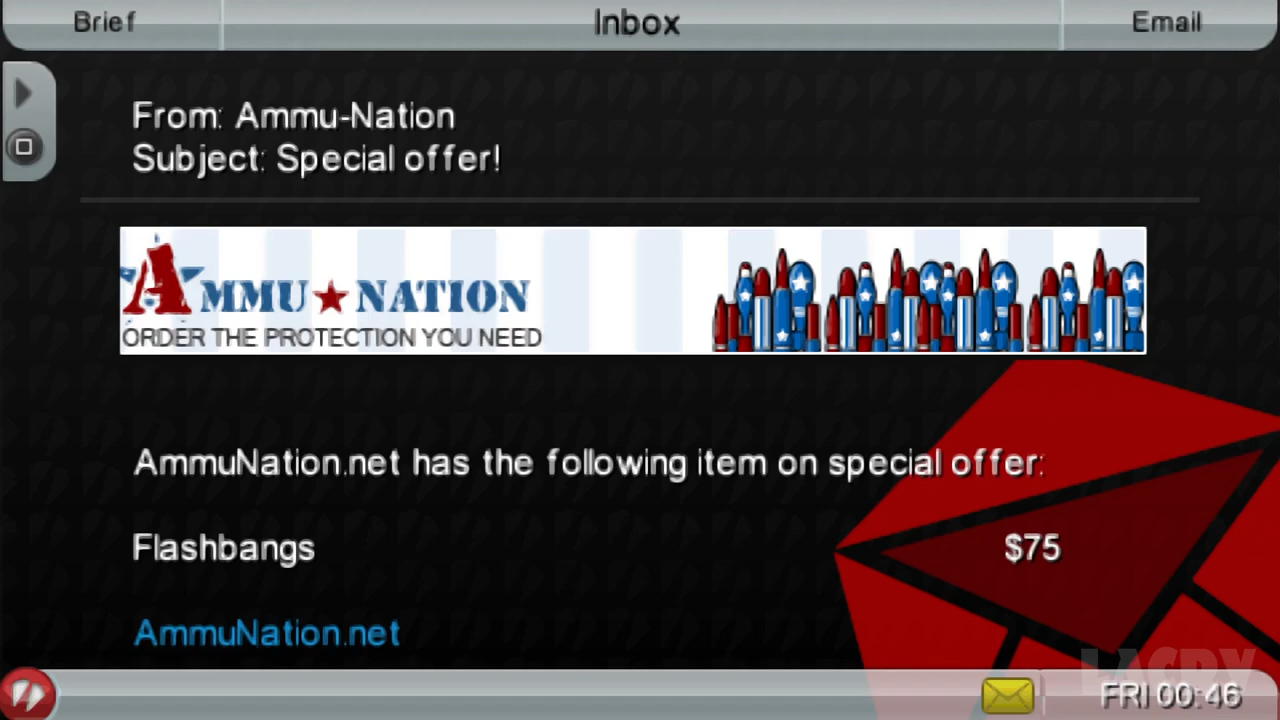 Brief
Inbox
Email
From: Ammu-Nation
Subject: Special offer!
AMMU★NATION
ORDER THE PROTECTION YOU NEED
AmmuNation.net has the following item on special offer:
Flashbangs $75
AmmuNation.net
FRI 00:46